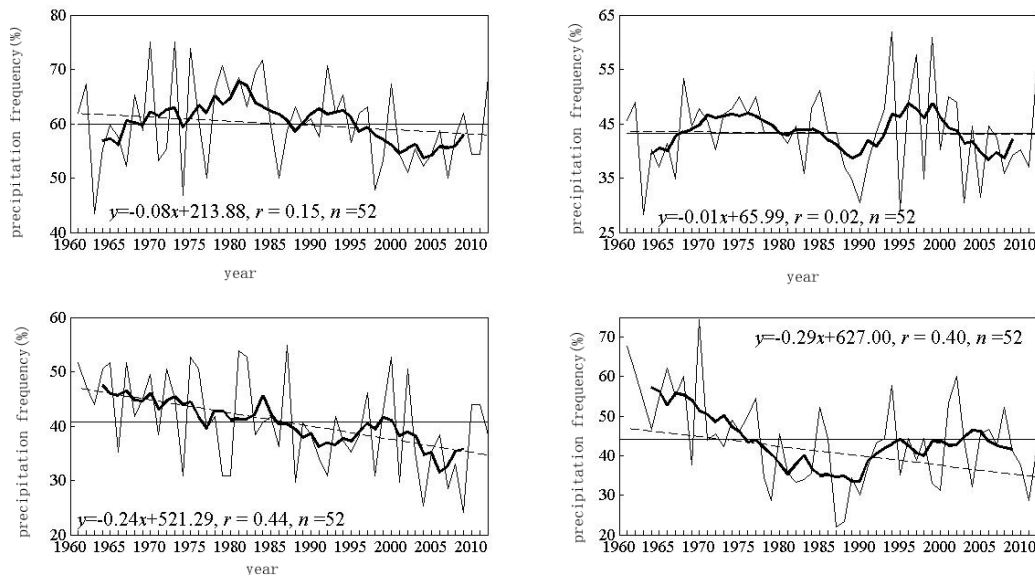 precipitation frequency(%)
80
70
60
50
40
y=-0.08x+213.88, r = 0.15, n =52
1960 1965 1970 1975 1980 1985 1990 1995 2000 2005 2010
year
precipitation frequency(%)
65
55
45
35
25
y=-0.01x+65.99, r = 0.02, n =52
1960 1965 1970 1975 1980 1985 1990 1995 2000 2005 2010
year
precipitation frequency(%)
60
50
40
30
20
y=-0.24x+521.29, r = 0.44, n =52
1960 1965 1970 1975 1980 1985 1990 1995 2000 2005 2010
year
precipitation frequency(%)
70
60
50
40
30
20
y=-0.29x+627.00, r = 0.40, n =52
1960 1965 1970 1975 1980 1985 1990 1995 2000 2005 2010